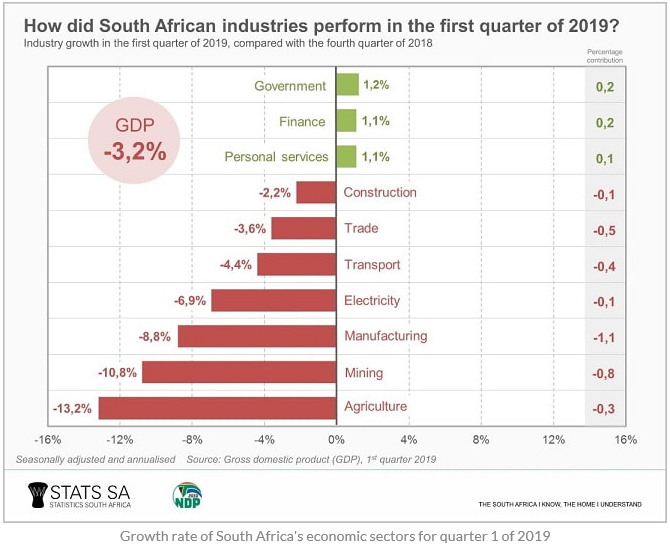 How did South African industries perform in the first quarter of 2019?
Industry growth in the first quarter of 2019, compared with the fourth quarter of 2018
Percentage
contribution
GDP
-3,2%
Government 1,2% 0,2
Finance 1,1% 0,2
Personal services 1,1% 0,1
-2,2% Construction -0,1
-3,6% Trade -0,5
-4,4% Transport -0,4
-6,9% Electricity -0,1
-8,8% Manufacturing -1,1
-10,8% Mining -0,8
-13,2% Agriculture -0,3
-16% -12% -8% -4% 0% 4% 8% 12% 16%
Seasonally adjusted and annualised Source: Gross domestic product (GDP), 1st quarter 2019
STATS SA
STATISTICS SOUTH AFRICA
NDP
THE SOUTH AFRICA I KNOW, THE HOME I UNDERSTAND
Growth rate of South Africa's economic sectors for quarter 1 of 2019